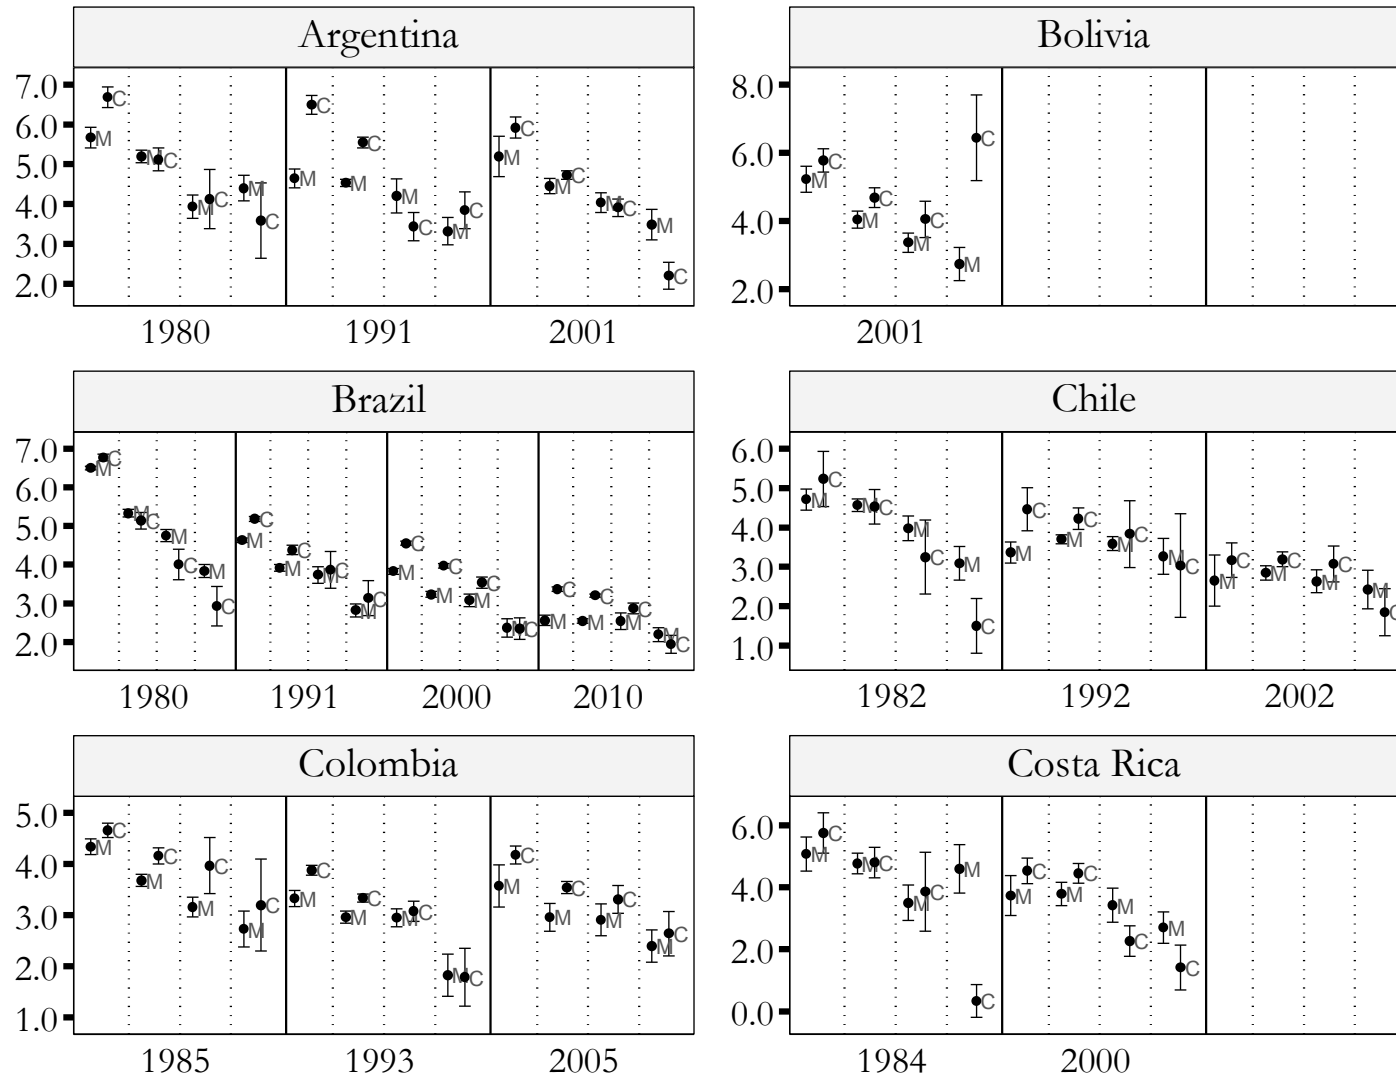 Argentina
Bolivia
7.0
6.0
5.0
4.0
3.0
2.0
M C M C M C M C
M C M C M C M C
M C M C M C M C
1980
1991
2001
8.0
6.0
4.0
2.0
M C M C M C M C
2001
Brazil
Chile
7.0
6.0
5.0
4.0
3.0
2.0
M C M C M C M C
M C M C M C M C
M C M C M C M C
M C M C M C M C
1980
1991
2000
2010
6.0
5.0
4.0
3.0
2.0
1.0
M C M C M C M C
M C M C M C M C
M C M C M C M C
1982
1992
2002
Colombia
Costa Rica
5.0
4.0
3.0
2.0
1.0
M C M C M C M C
M C M C M C M C
M C M C M C M C
1985
1993
2005
6.0
4.0
2.0
0.0
M C M C M C M C
M C M C M C M C
1984
2000